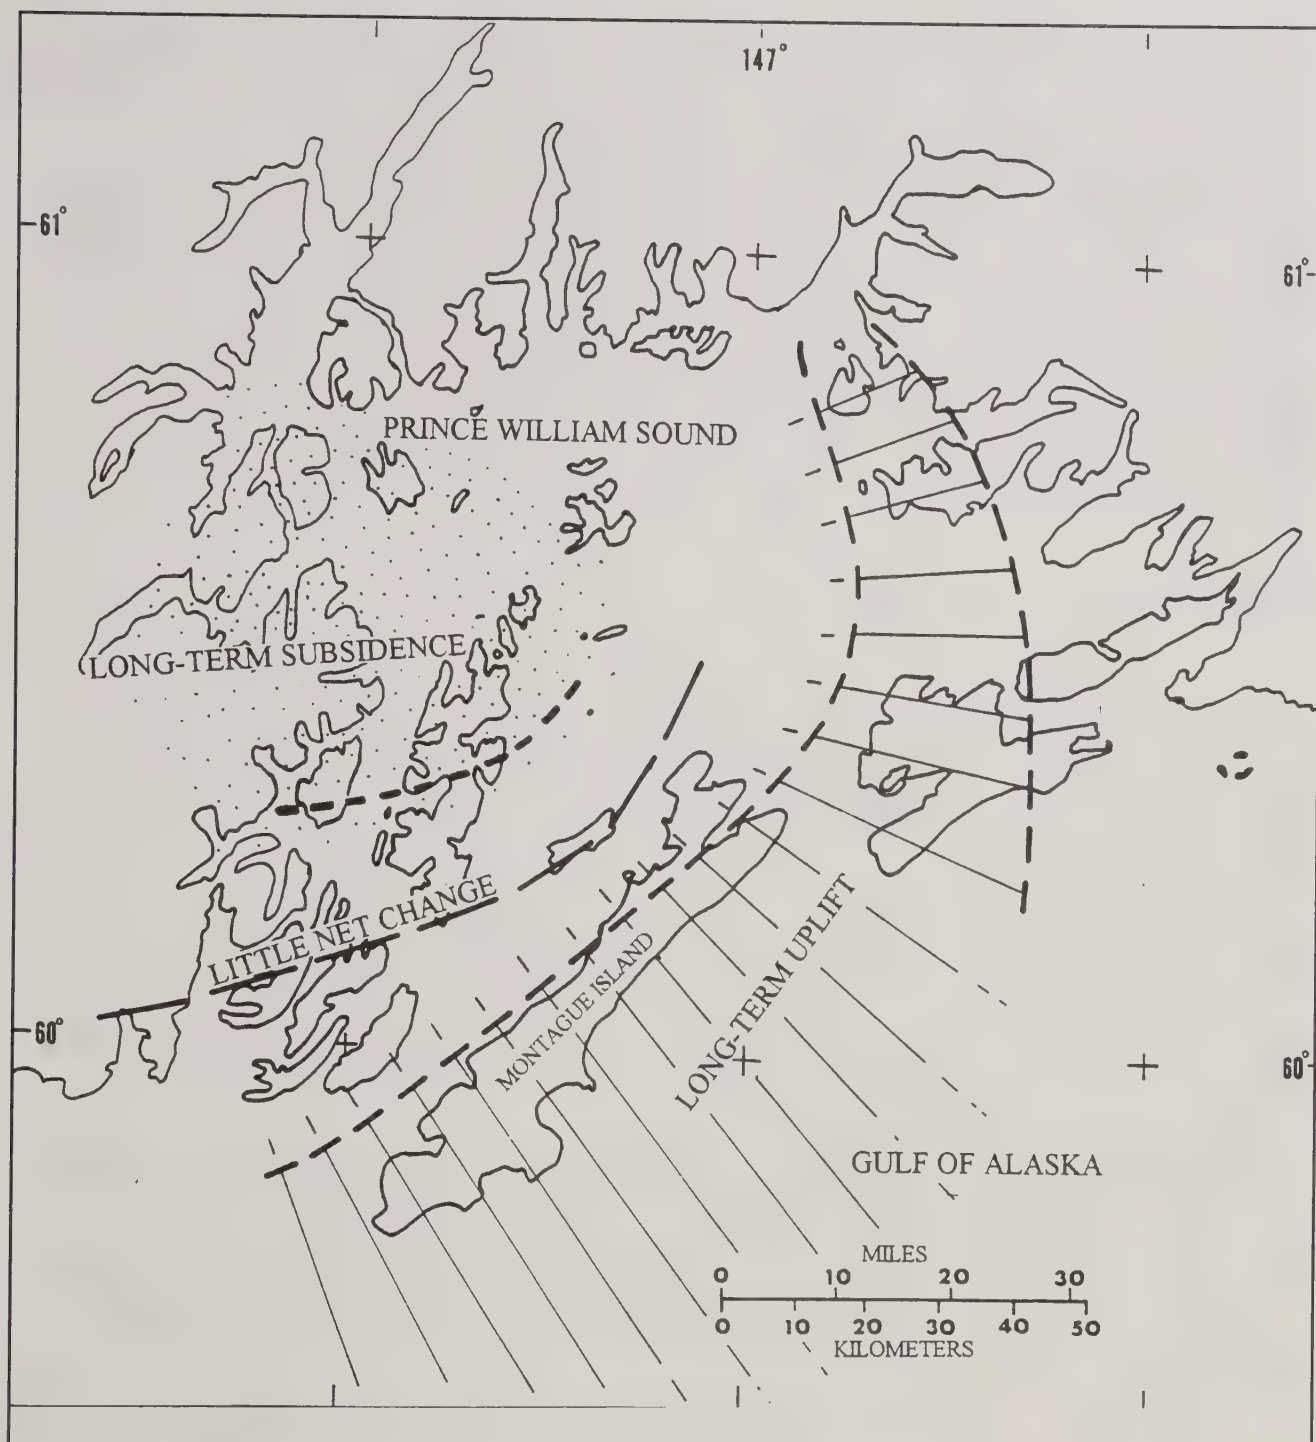 147°
61°
61°
PRINCE WILLIAM SOUND
LONG-TERM SUBSIDENCE
LITTLE NET CHANGE
MONTAGUE ISLAND
LONG-TERM UPLIFT
60°
60°
GULF OF ALASKA
MILES
0 10 20 30
0 10 20 30 40 50
KILOMETERS